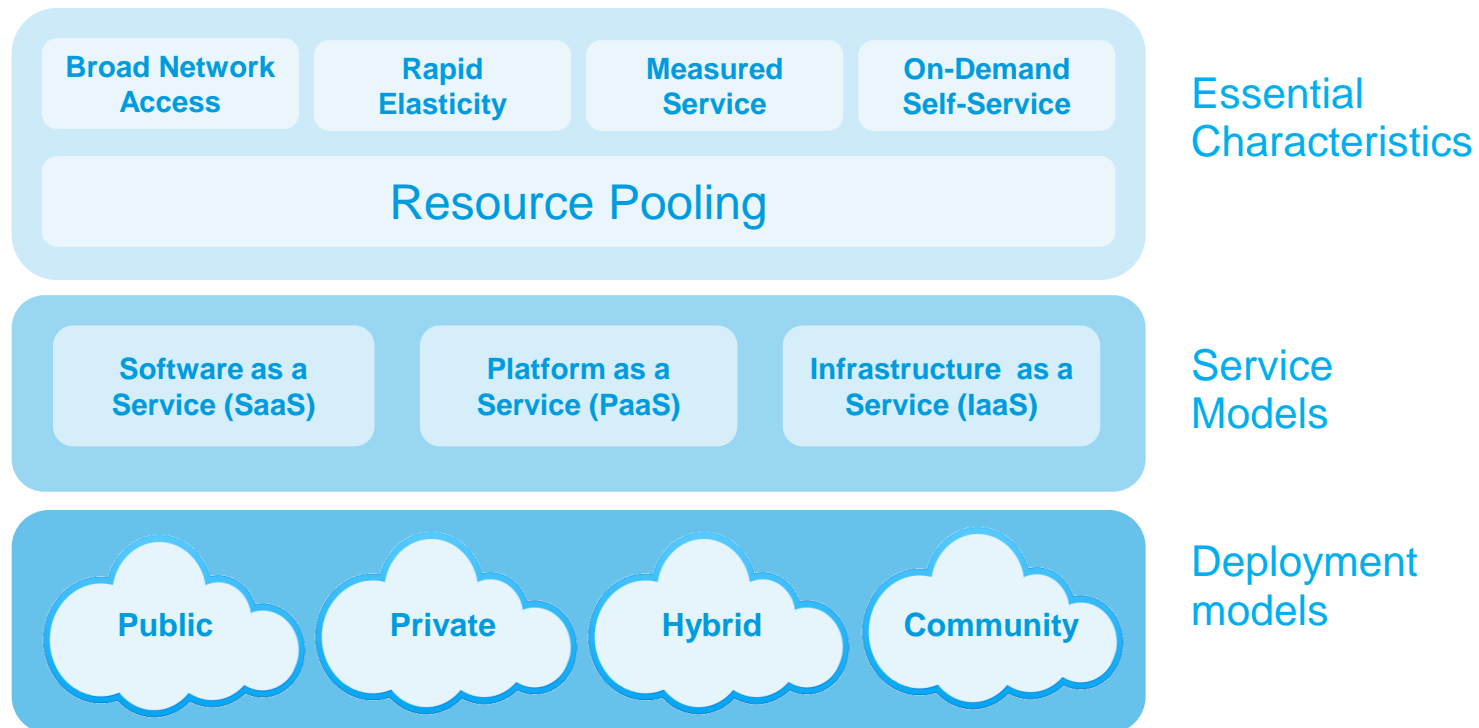 Broad Network
Access
Rapid
Elasticity
Measured
Service
On-Demand
Self-Service
Resource Pooling
Essential
Characteristics
Software as a
Service (SaaS)
Platform as a
Service (PaaS)
Infrastructure  as a
Service (IaaS)
Service
Models
Public
Private
Hybrid
Community
Deployment
models